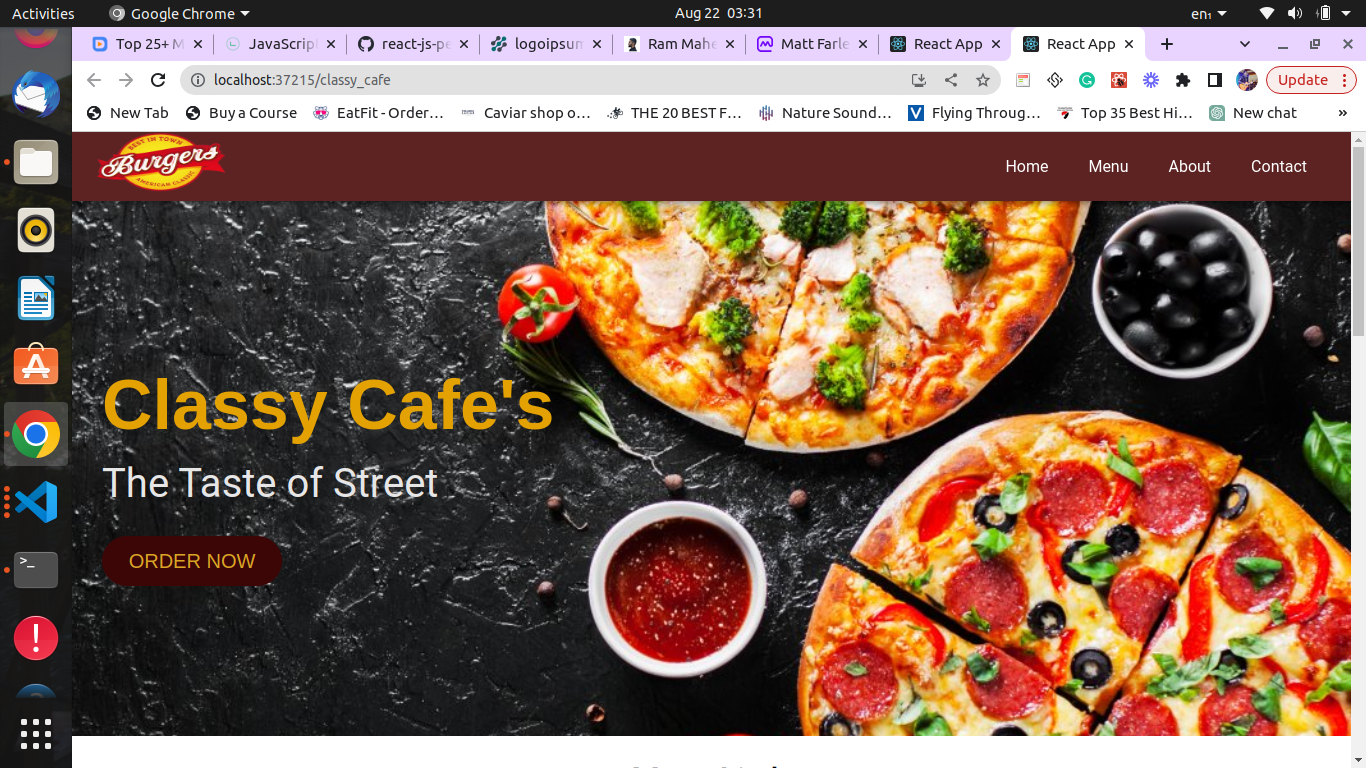 Activities
Google Chrome
Aug 22 03:31
en₁
Top 25+ M
JavaScript
react-js-pe
logoipsum
Ram Mahe
Matt Farle
React App
React App
localhost:37215/classy_cafe
Update
New Tab
Buy a Course
EatFit - Order…
Caviar shop o…
THE 20 BEST F…
Nature Sound…
Flying Throug…
Top 35 Best Hi…
New chat
»
BEST IN TOWN
Burgers
AMERICAN CLASSIC
Home
Menu
About
Contact
Classy Cafe's
The Taste of Street
ORDER NOW